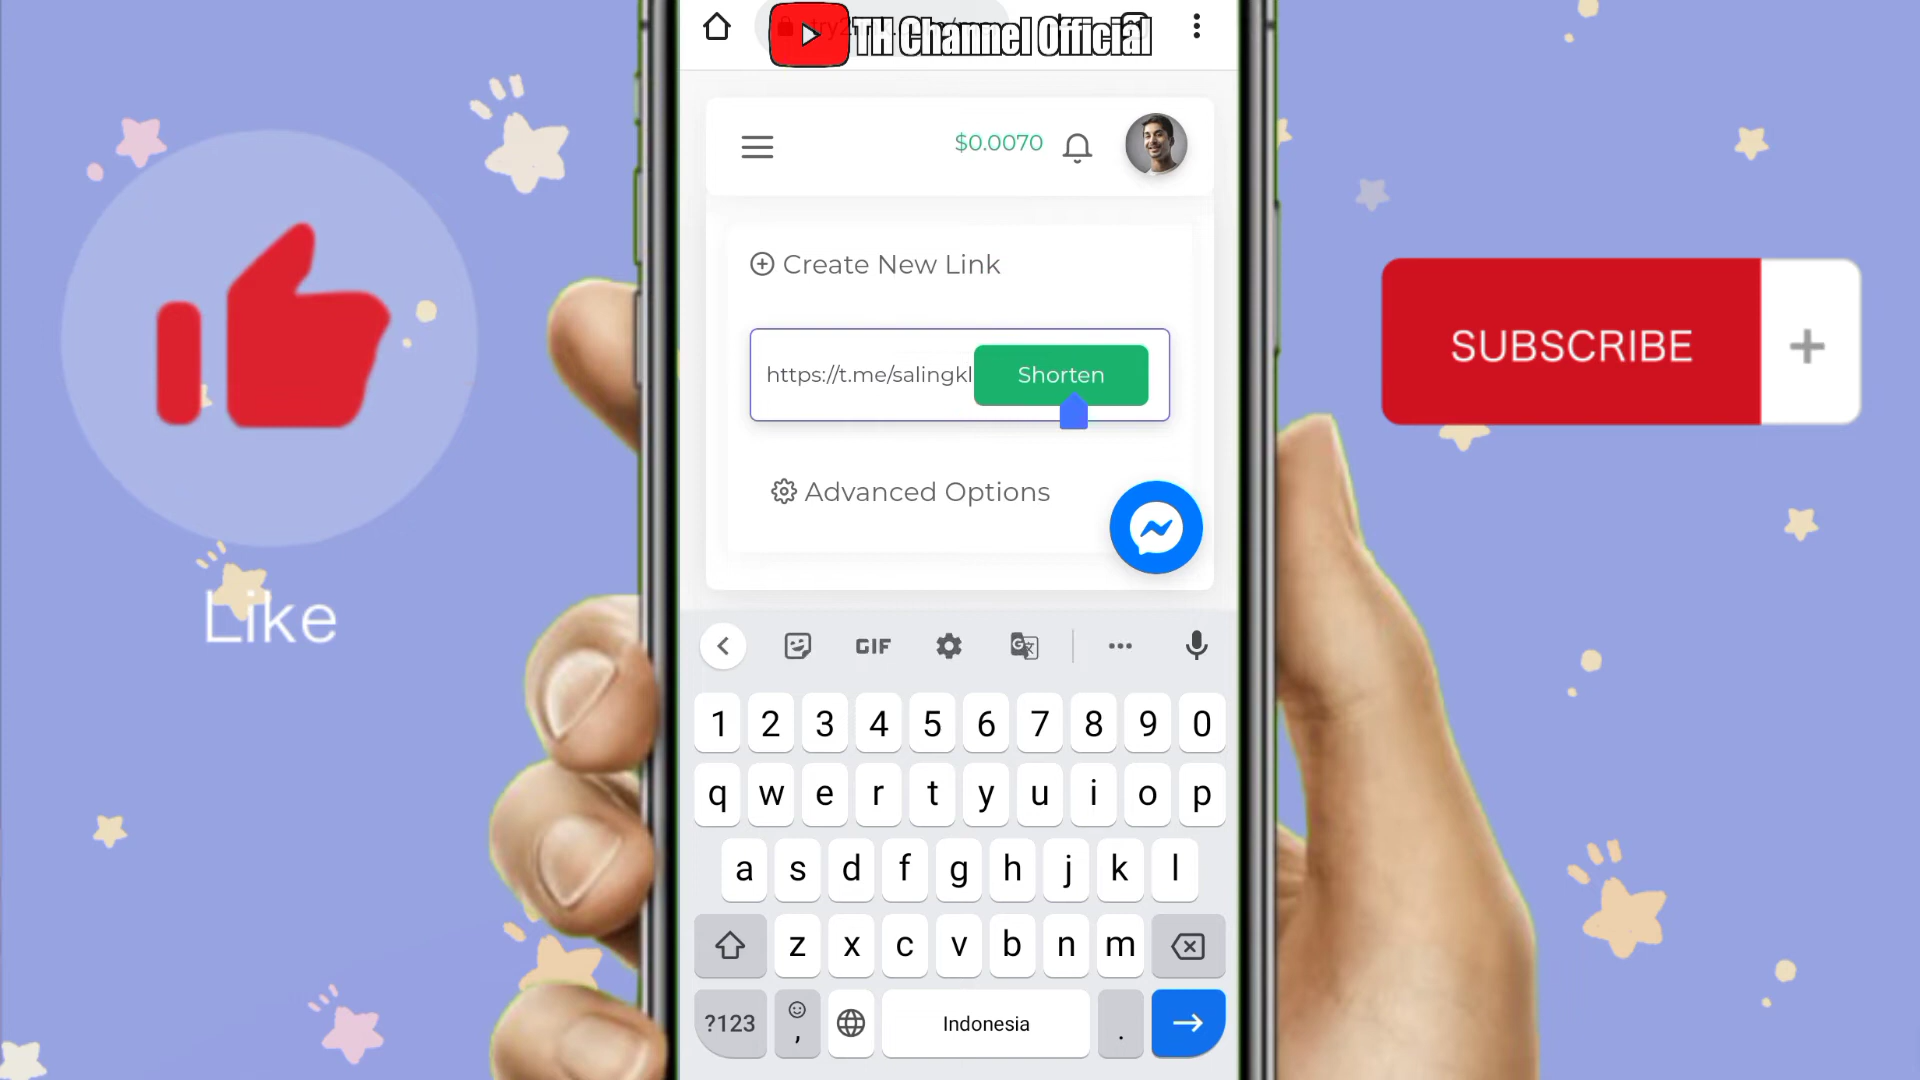 TH Channel Official
$0.0070
Create New Link
https://t.me/salingkl
Shorten
Advanced Options
SUBSCRIBE +
Like
GIF
1 2 3 4 5 6 7 8 9 0
q w e r t y u i o p
a s d f g h j k l
z x c v b n m
?123 , Indonesia .